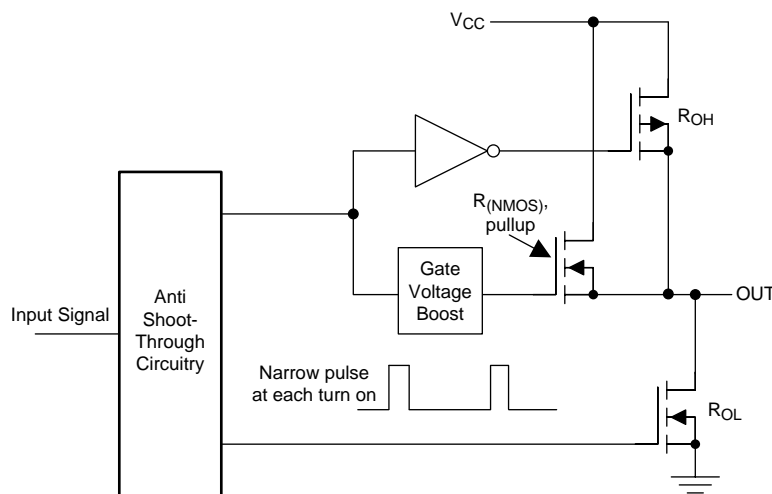 VCC
ROH
R(NMOS),
pullup
Gate
Voltage
Boost
Anti
Shoot-
Through
Circuitry
Input Signal
OUT
Narrow pulse
at each turn on
ROL